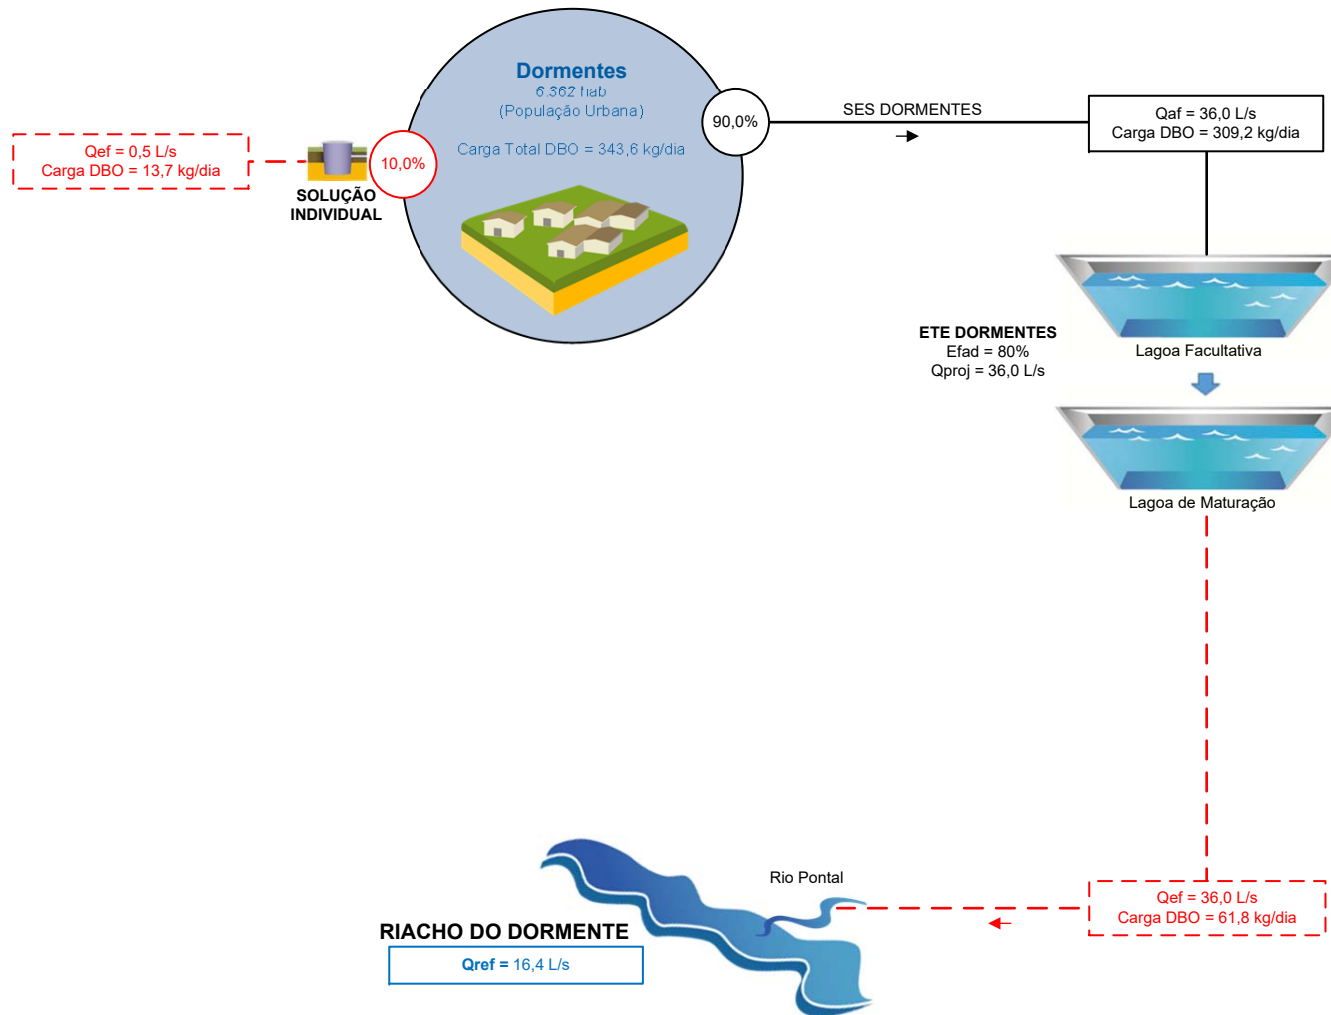 Dormentes
6.362 hab
(População Urbana)
Carga Total DBO = 343,6 kg/dia
90,0%
SES DORMENTES
Qaf = 36,0 L/s
Carga DBO = 309,2 kg/dia
Qef = 0,5 L/s
Carga DBO = 13,7 kg/dia
10,0%
SOLUÇÃO
INDIVIDUAL
ETE DORMENTES
Efad = 80%
Qproj = 36,0 L/s
Lagoa Facultativa
Lagoa de Maturação
Rio Pontal
Qef = 36,0 L/s
Carga DBO = 61,8 kg/dia
RIACHO DO DORMENTE
Qref = 16,4 L/s